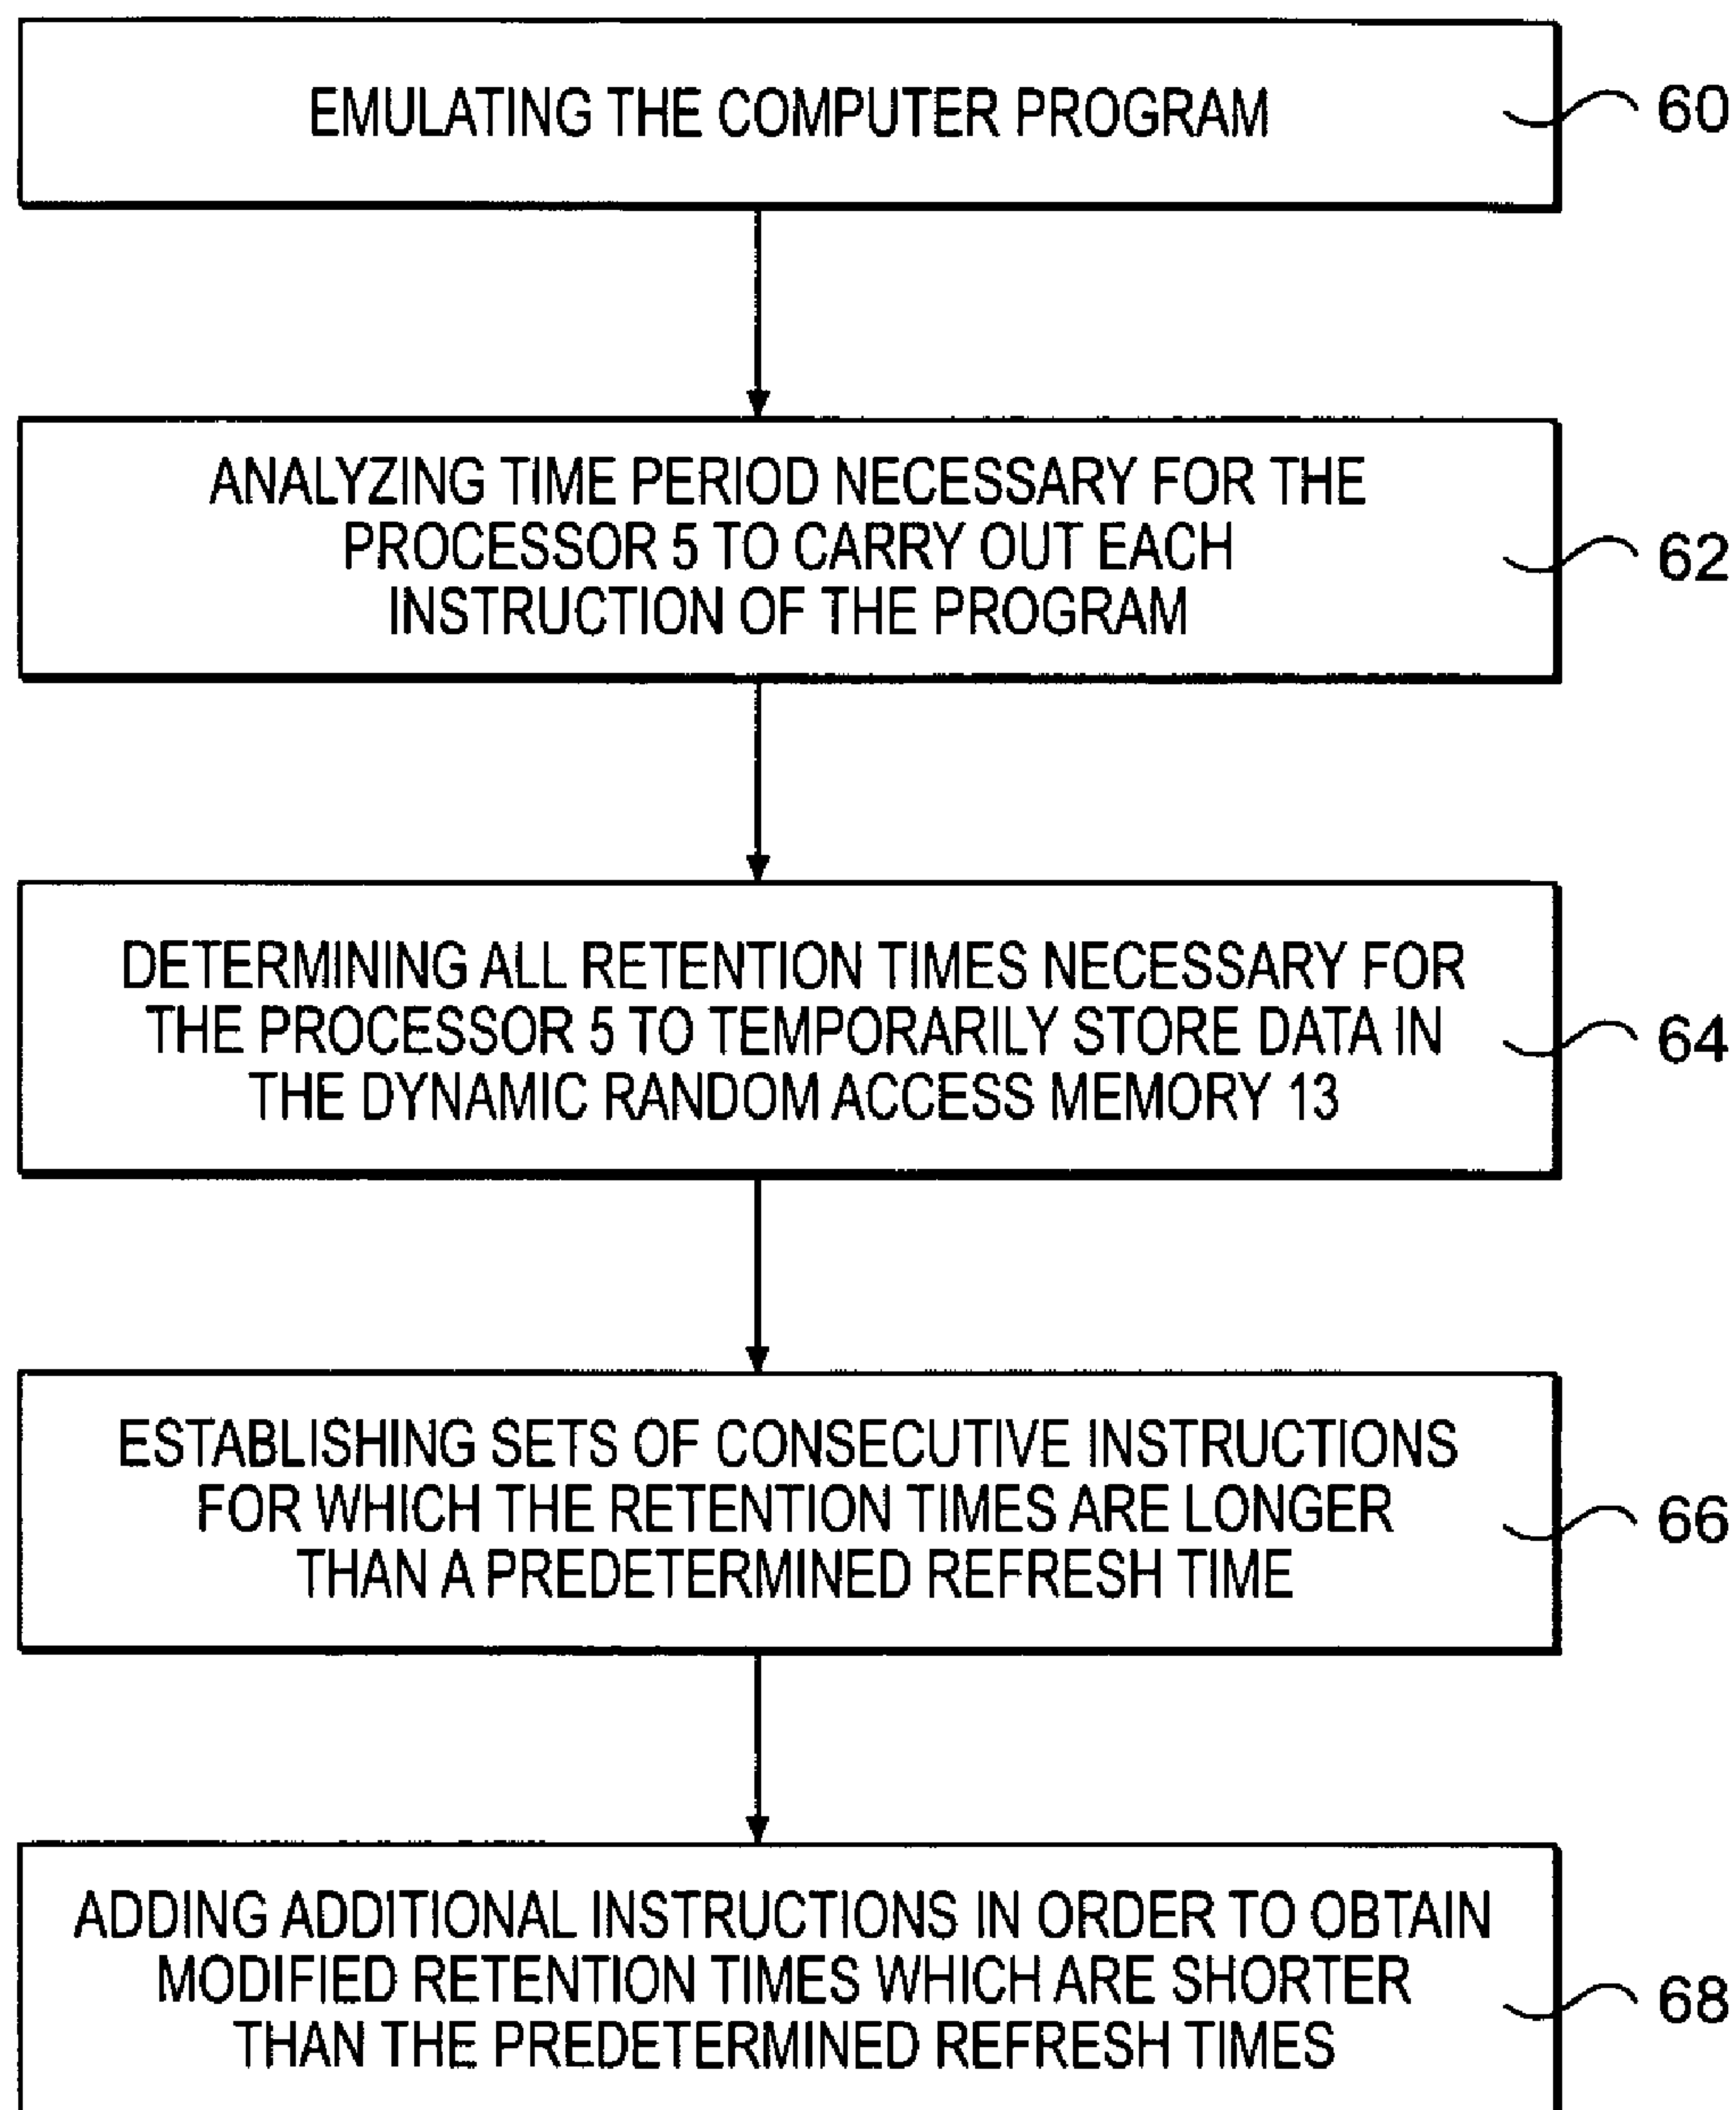 EMULATING THE COMPUTER PROGRAM
60
ANALYZING TIME PERIOD NECESSARY FOR THE
PROCESSOR 5 TO CARRY OUT EACH
INSTRUCTION OF THE PROGRAM
62
DETERMINING ALL RETENTION TIMES NECESSARY FOR
THE PROCESSOR 5 TO TEMPORARILY STORE DATA IN
THE DYNAMIC RANDOM ACCESS MEMORY 13
64
ESTABLISHING SETS OF CONSECUTIVE INSTRUCTIONS
FOR WHICH THE RETENTION TIMES ARE LONGER
THAN A PREDETERMINED REFRESH TIME
66
ADDING ADDITIONAL INSTRUCTIONS IN ORDER TO OBTAIN
MODIFIED RETENTION TIMES WHICH ARE SHORTER
THAN THE PREDETERMINED REFRESH TIMES
68